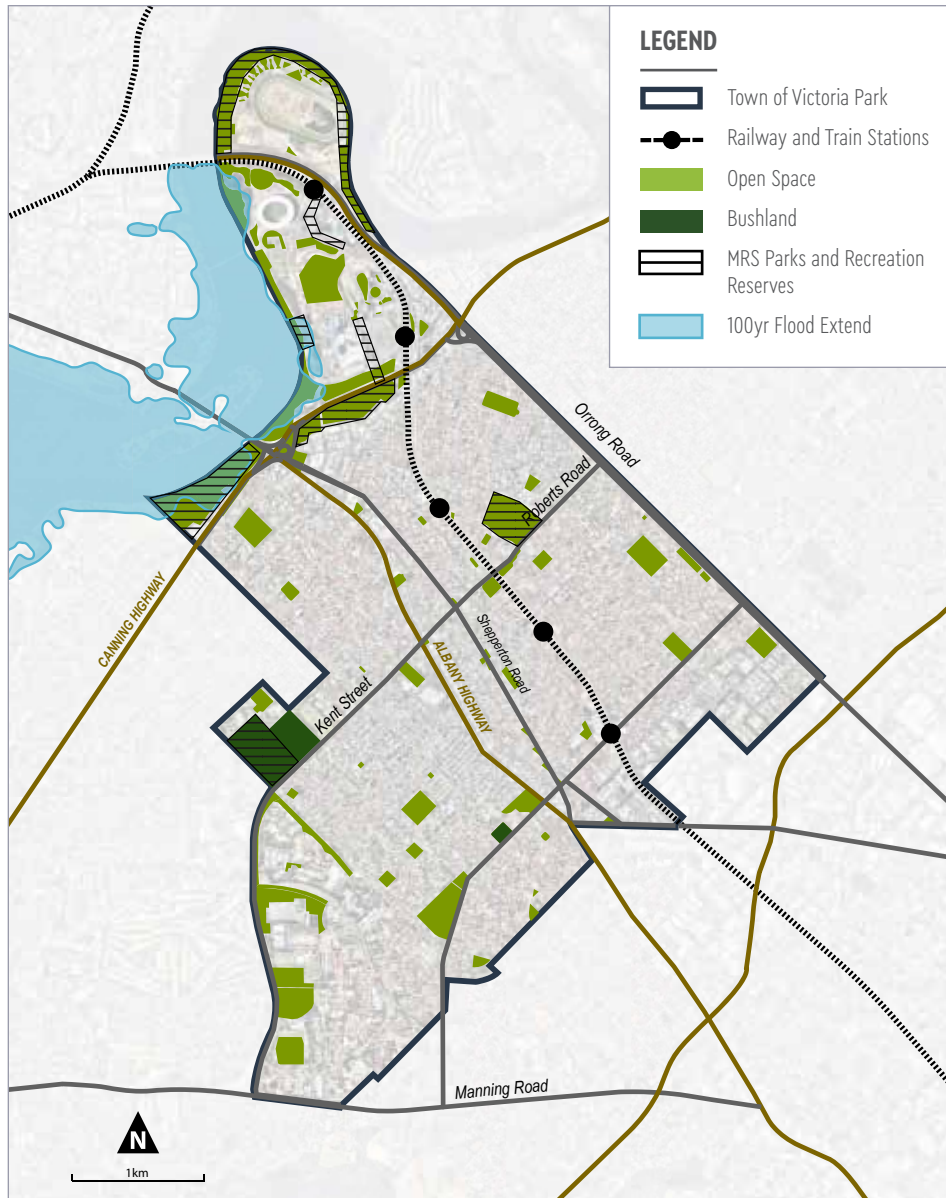 LEGEND
Town of Victoria Park
Railway and Train Stations
Open Space
Bushland
MRS Parks and Recreation
Reserves
100yr Flood Extend
Orrong Road
Roberts Road
CANNING HIGHWAY
Shepperton Road
ALBANY HIGHWAY
Kent Street
Manning Road
N
1km